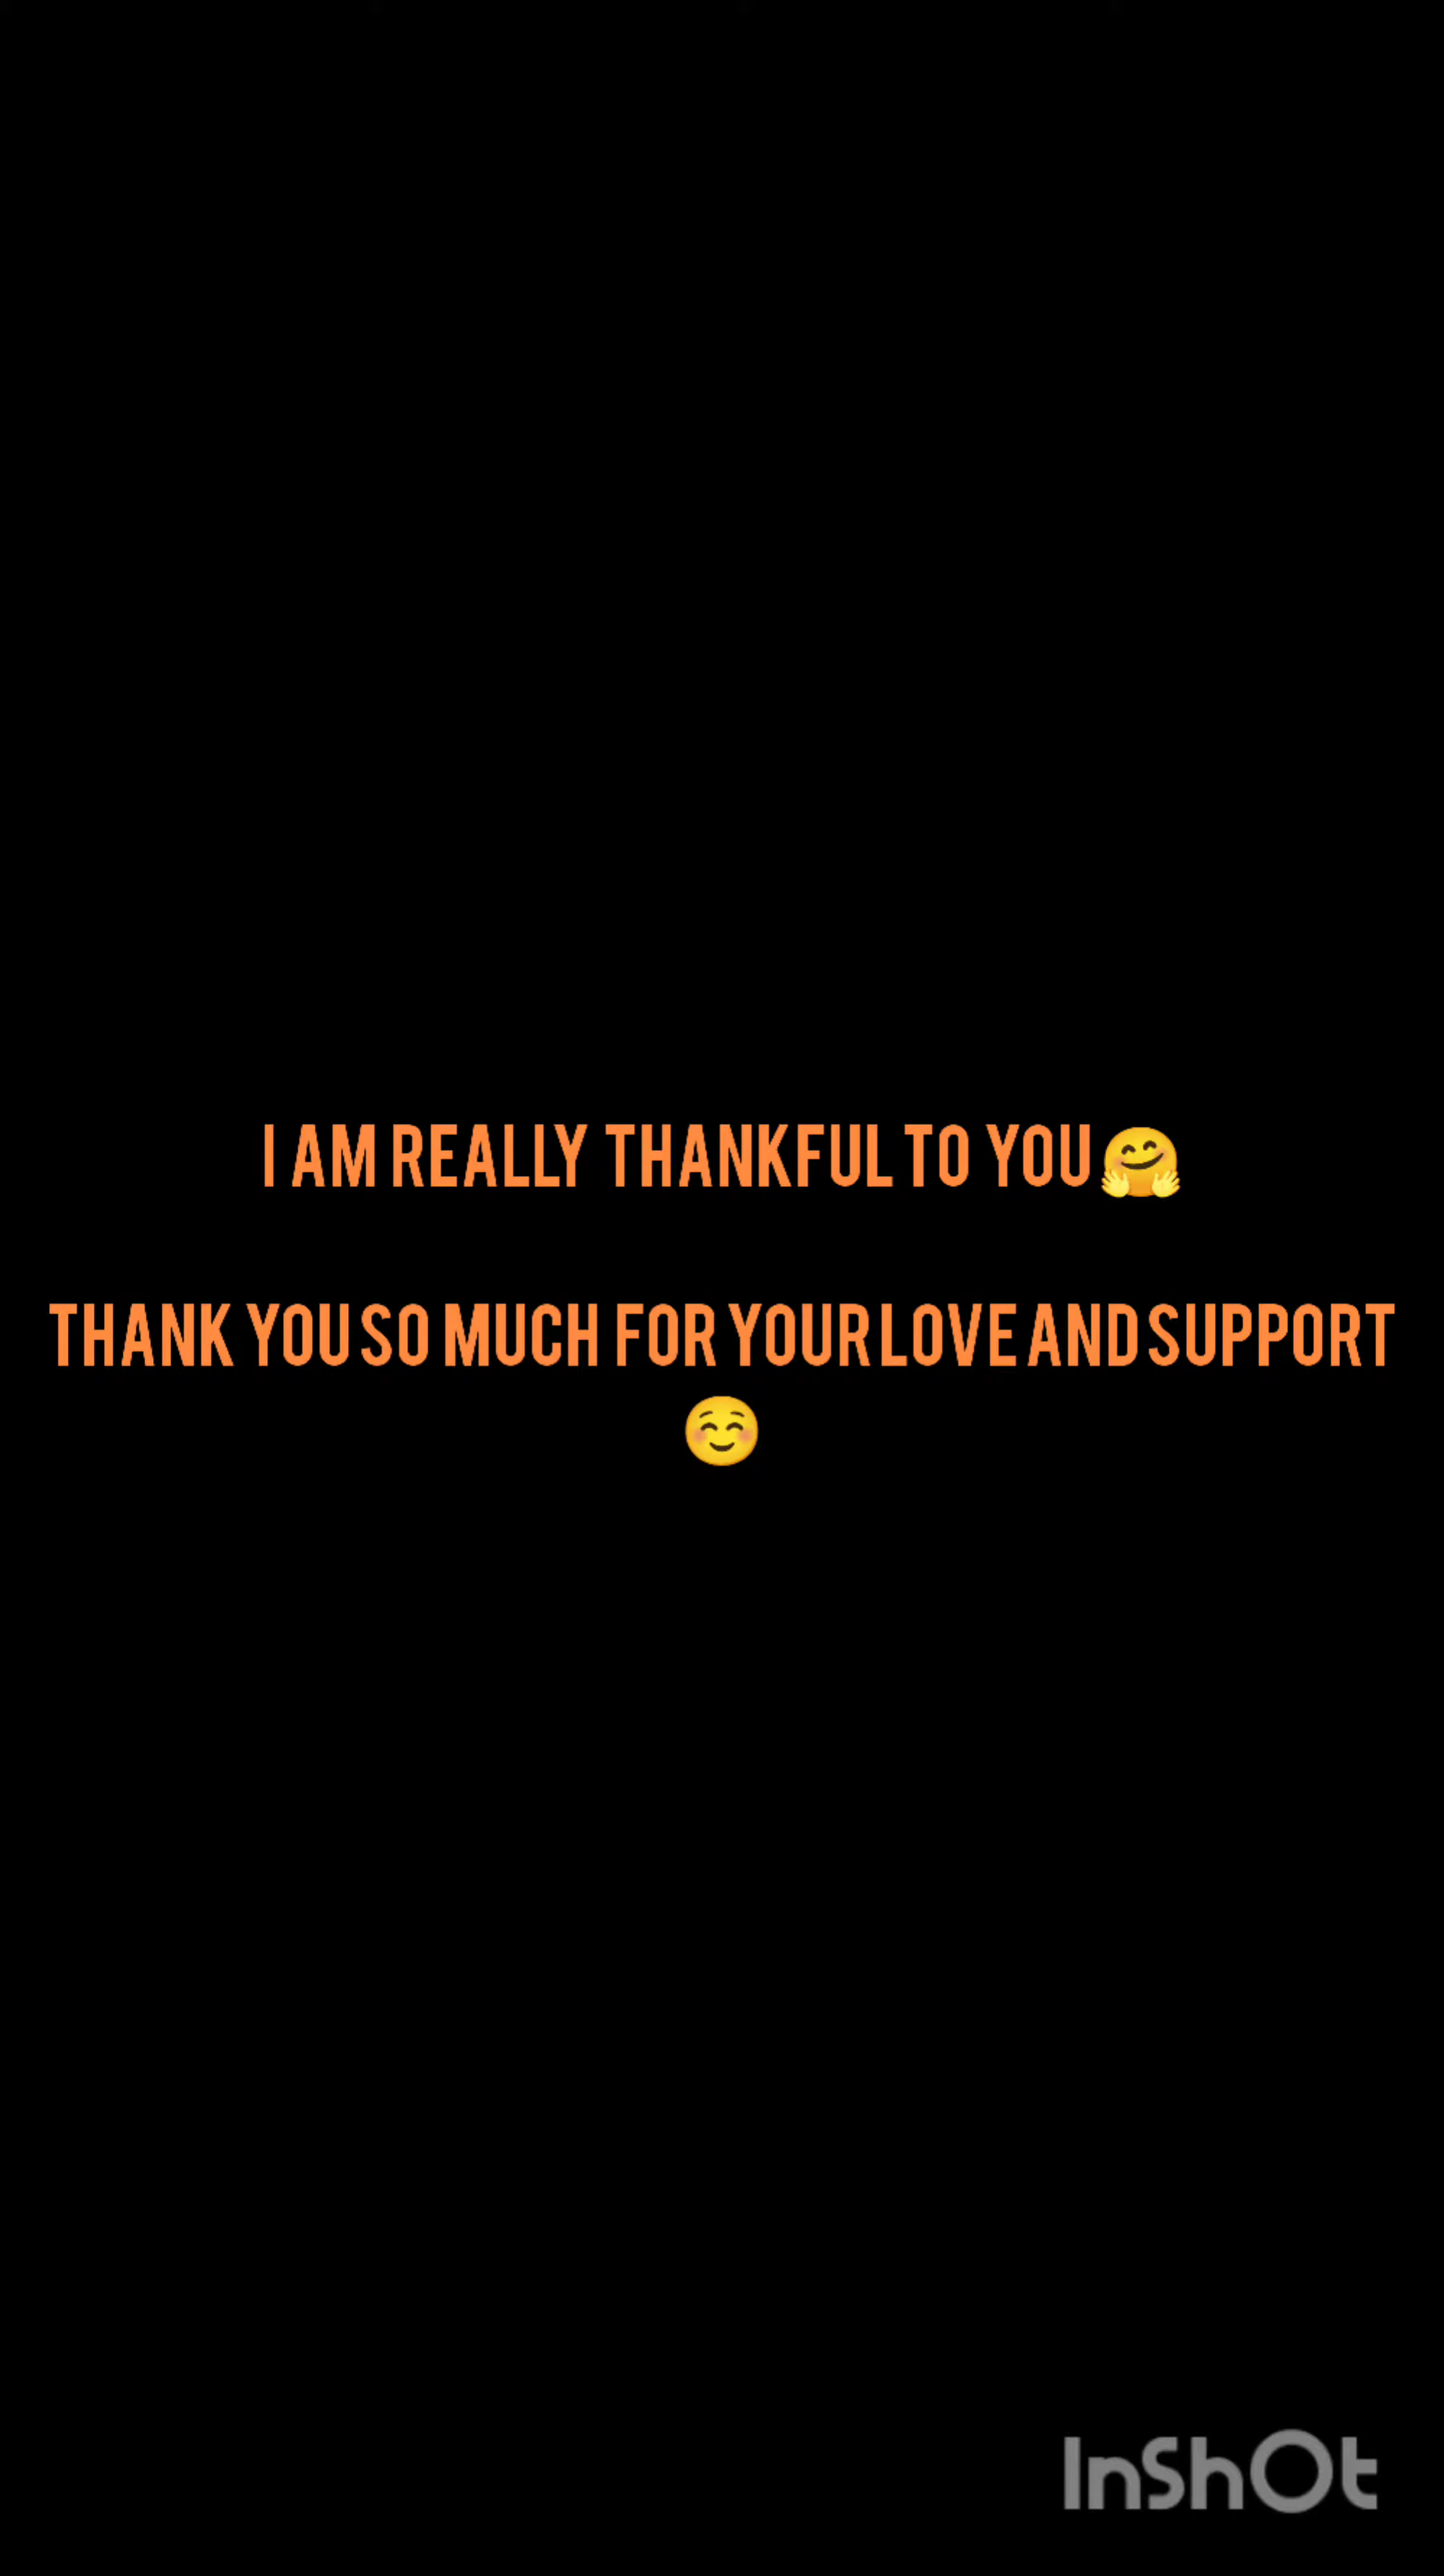 I AM REALLY THANKFUL TO YOU🤗
THANK YOU SO MUCH FOR YOUR LOVE AND SUPPORT
☺️
InShOt